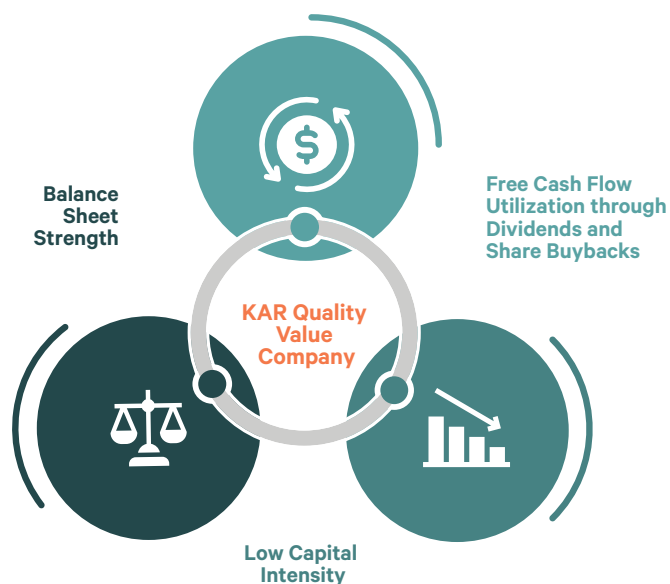 Balance
Sheet
Strength
Free Cash Flow
Utilization through
Dividends and
Share Buybacks
$
KAR Quality
Value
Company
Low Capital
Intensity